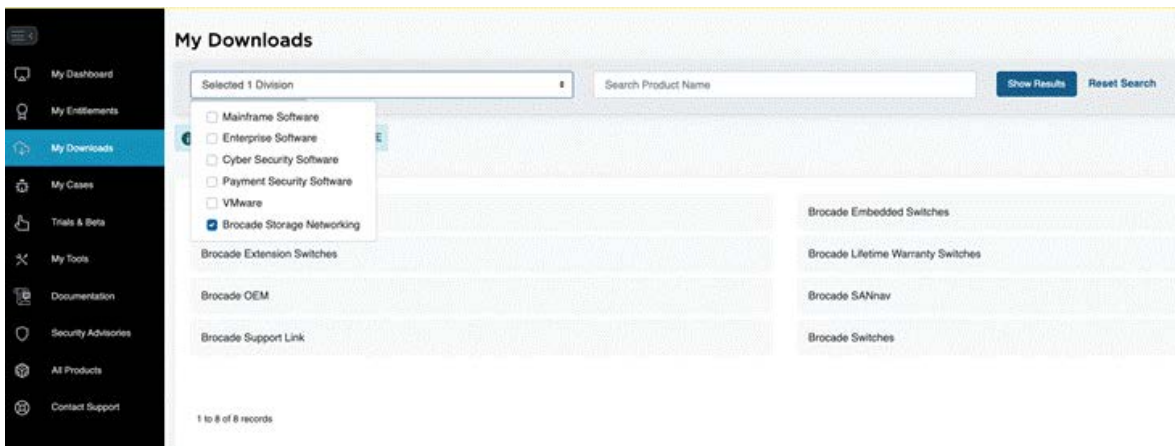 My Downloads
My Dashboard
My Entitlements
My Downloads
My Cases
Trials & Beta
My Tools
Documentation
Security Advisories
All Products
Contact Support
Selected 1 Division
Search Product Name
Show Results
Reset Search
Mainframe Software
Enterprise Software
Cyber Security Software
Payment Security Software
VMware
Brocade Storage Networking
E
Brocade Embedded Switches
Brocade Extension Switches
Brocade Lifetime Warranty Switches
Brocade OEM
Brocade SANnav
Brocade Support Link
Brocade Switches
1 to 8 of 8 records